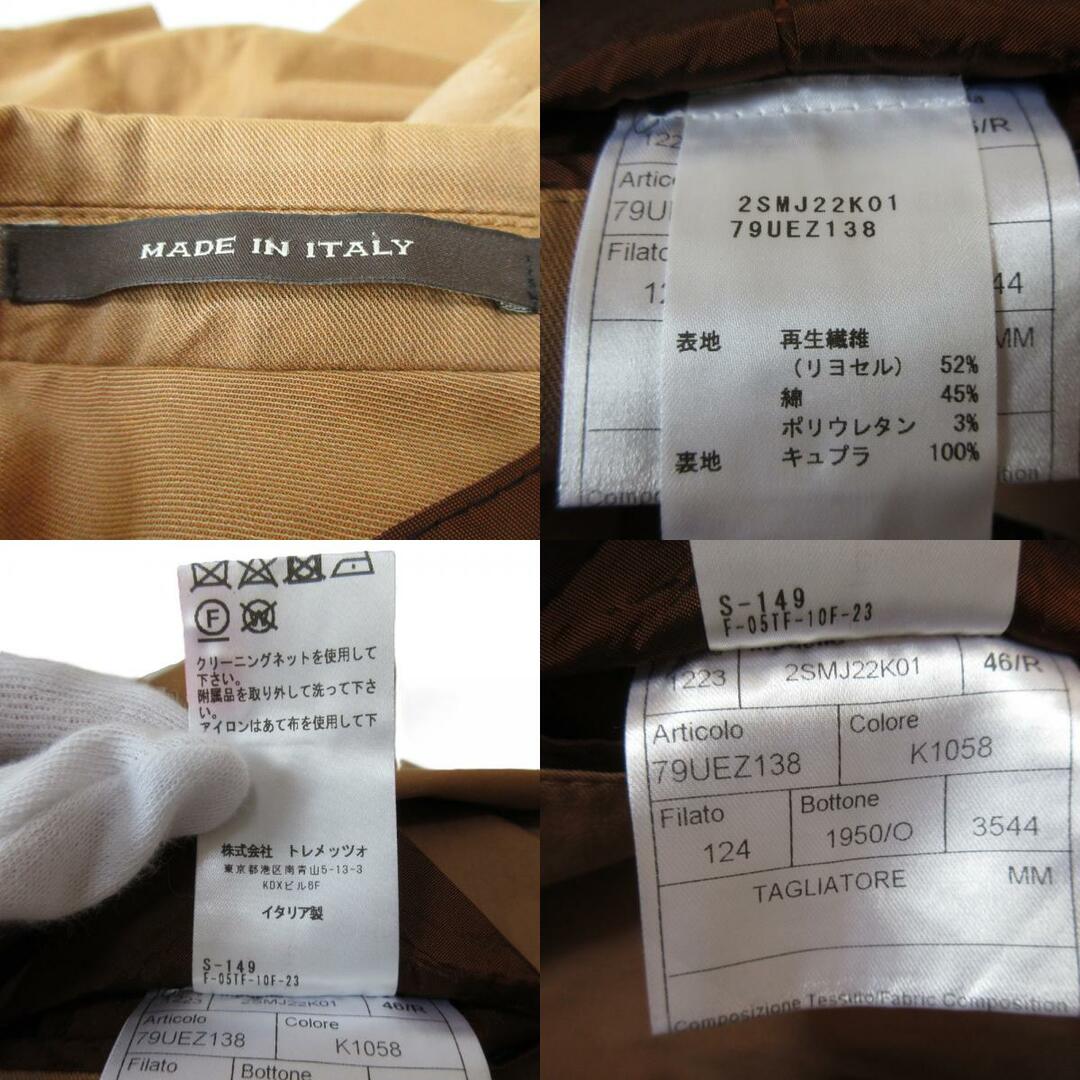 MADE IN ITALY
2SMJ22K01
79UEZ138
表地 再生繊維
（リヨセル） 52%
綿 45%
ポリウレタン 3%
裏地 キュプラ 100%
Artico
79U
Filato
44
MM
F
W
クリーニングネットを使用して
下さい。
附属品を取り外して洗って下さ
い。
アイロンはあて布を使用して下
株式会社 トレメッツォ
東京都港区南青山5-13-3
KDXビル8F
イタリア製
S-149
F-05TF-10F-23
1223 2SMJ22K01 46/R
Articolo Colore
79UEZ138 K1058
Filato Bottone
S-149
F-05TF-10F-23
1223 2SMJ22K01 46/R
Articolo Colore
79UEZ138 K1058
Filato Bottone
124 1950/O 3544
TAGLIATORE MM
Composizione Tessuto/Fabric Composition